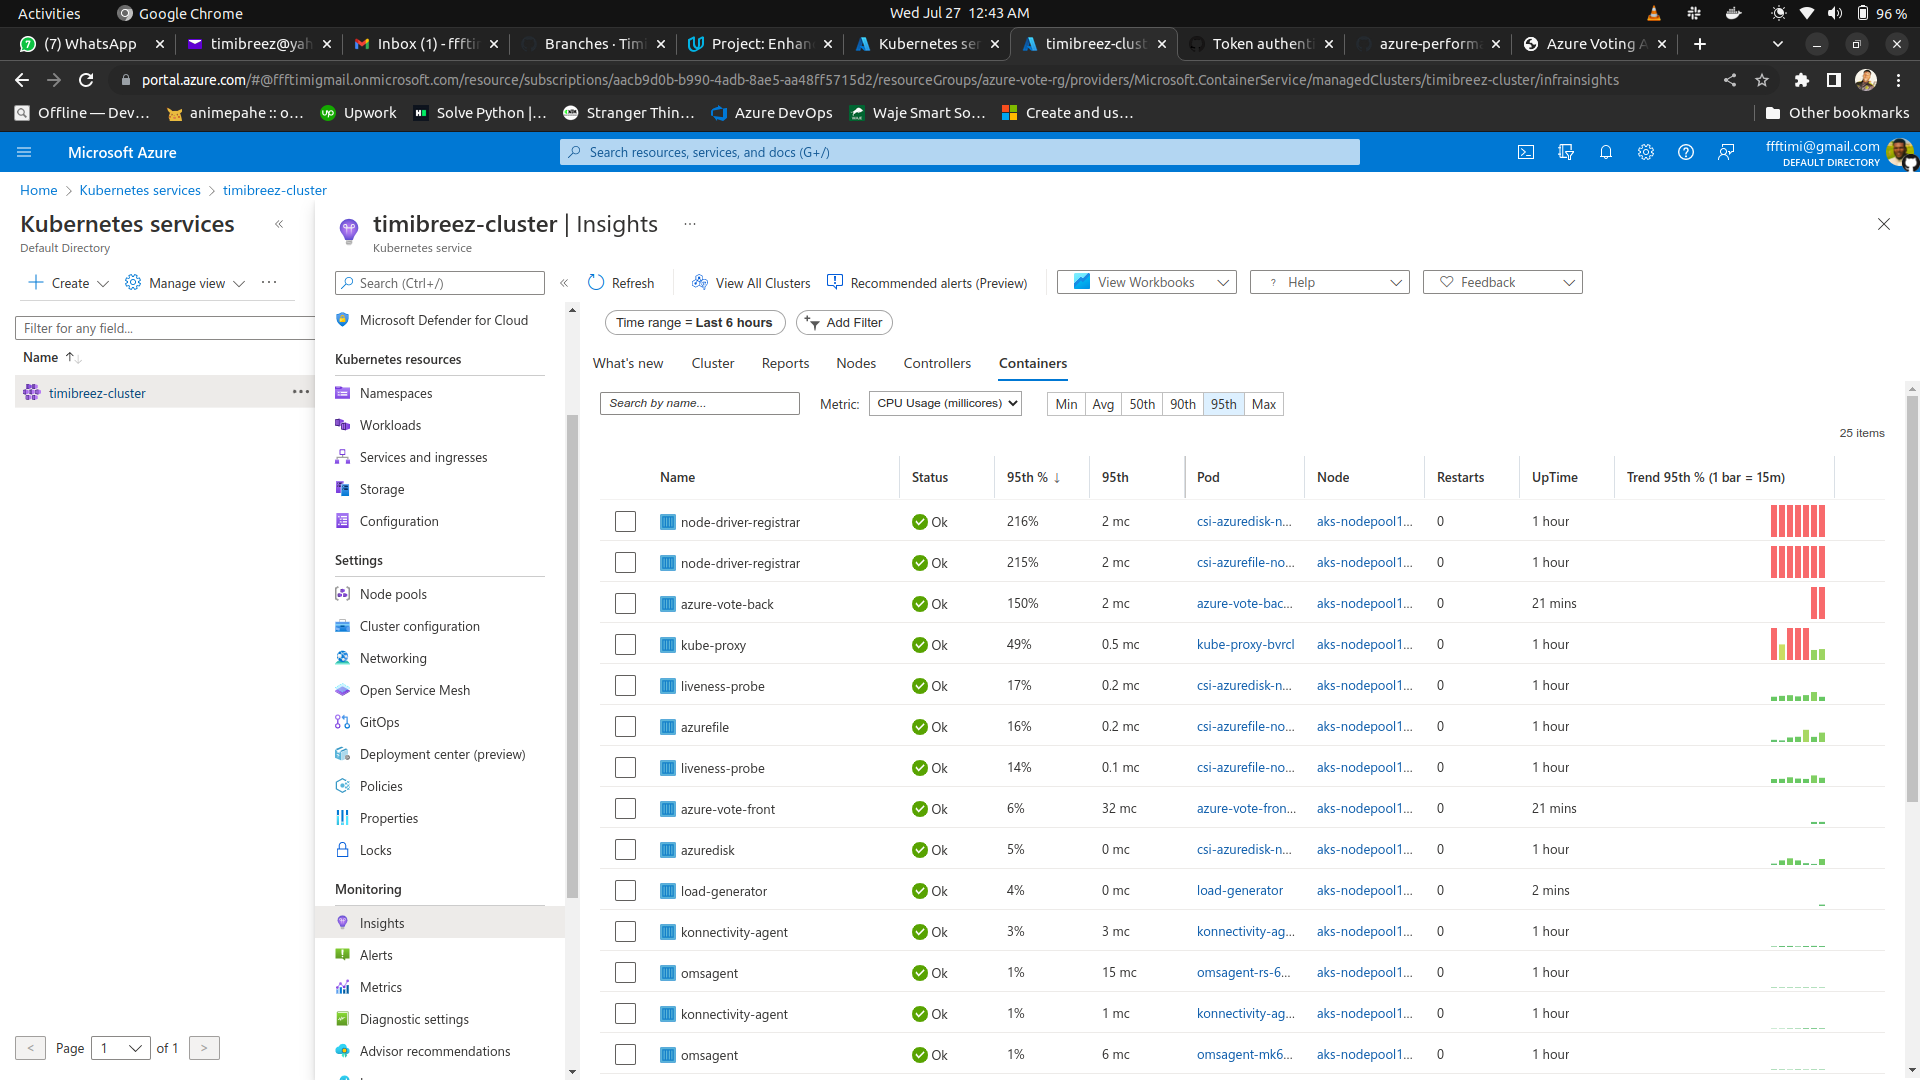 Activities
Google Chrome
Wed Jul 27 12:43 AM
96 %
(7) WhatsApp
timibreez@yah
Inbox (1) - ffftir
Branches · Timi
Project: Enhan
Kubernetes ser
timibreez-clust
Token authenti
azure-performa
Azure Voting A
portal.azure.com/#@ffftimigmail.onmicrosoft.com/resource/subscriptions/aacb9d0b-b990-4adb-8ae5-aa48ff5715d2/resourceGroups/azure-vote-rg/providers/Microsoft.ContainerService/managedClusters/timibreez-cluster/infrainsights
Offline — Dev…
animepahe :: o…
Upwork
Solve Python |…
Stranger Thin…
Azure DevOps
Waje Smart So…
Create and us…
Other bookmarks
Microsoft Azure
Search resources, services, and docs (G+/)
ffftimi@gmail.com
DEFAULT DIRECTORY
Home > Kubernetes services > timibreez-cluster
Kubernetes services
Default Directory
Create
Manage view
Filter for any field...
Name
timibreez-cluster
< Page 1 of 1 >
timibreez-cluster | Insights
Kubernetes service
Search (Ctrl+/)
Microsoft Defender for Cloud
Kubernetes resources
Namespaces
Workloads
Services and ingresses
Storage
Configuration
Settings
Node pools
Cluster configuration
Networking
Open Service Mesh
GitOps
Deployment center (preview)
Policies
Properties
Locks
Monitoring
Insights
Alerts
Metrics
Diagnostic settings
Advisor recommendations
Refresh
View All Clusters
Recommended alerts (Preview)
View Workbooks
? Help
Feedback
Time range = Last 6 hours
Add Filter
What's new
Cluster
Reports
Nodes
Controllers
Containers
Search by name...
Metric:
CPU Usage (millicores)
Min Avg 50th 90th 95th Max
25 items
Name Status 95th % ↓ 95th Pod Node Restarts UpTime Trend 95th % (1 bar = 15m)
node-driver-registrar Ok 216% 2 mc csi-azuredisk-n... aks-nodepool1... 0 1 hour
node-driver-registrar Ok 215% 2 mc csi-azurefile-no... aks-nodepool1... 0 1 hour
azure-vote-back Ok 150% 2 mc azure-vote-bac... aks-nodepool1... 0 21 mins
kube-proxy Ok 49% 0.5 mc kube-proxy-bvrcl aks-nodepool1... 0 1 hour
liveness-probe Ok 17% 0.2 mc csi-azuredisk-n... aks-nodepool1... 0 1 hour
azurefile Ok 16% 0.2 mc csi-azurefile-no... aks-nodepool1... 0 1 hour
liveness-probe Ok 14% 0.1 mc csi-azurefile-no... aks-nodepool1... 0 1 hour
azure-vote-front Ok 6% 32 mc azure-vote-fron... aks-nodepool1... 0 21 mins
azuredisk Ok 5% 0 mc csi-azuredisk-n... aks-nodepool1... 0 1 hour
load-generator Ok 4% 0 mc load-generator aks-nodepool1... 0 2 mins
konnectivity-agent Ok 3% 3 mc konnectivity-ag... aks-nodepool1... 0 1 hour
omsagent Ok 1% 15 mc omsagent-rs-6... aks-nodepool1... 0 1 hour
konnectivity-agent Ok 1% 1 mc konnectivity-ag... aks-nodepool1... 0 1 hour
omsagent Ok 1% 6 mc omsagent-mk6... aks-nodepool1... 0 1 hour